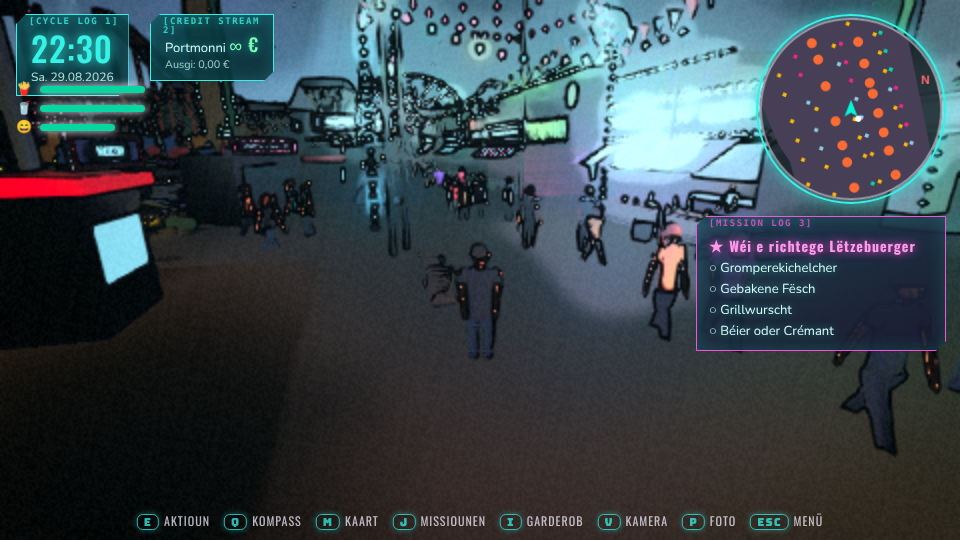 [CYCLE LOG 1]
22:30
Sa. 29.08.2026
[CREDIT STREAM 2]
Portmonni ∞ €
Ausgi: 0,00 €
N
[MISSION LOG 3]
★ Wéi e richtege Lëtzebuerger
○ Gromperekichelcher
○ Gebakene Fësch
○ Grillwurscht
○ Béier oder Crémant
E AKTIOUN Q KOMPASS M KAART J MISSIOUNEN I GARDEROB V KAMERA P FOTO ESC MENÜ